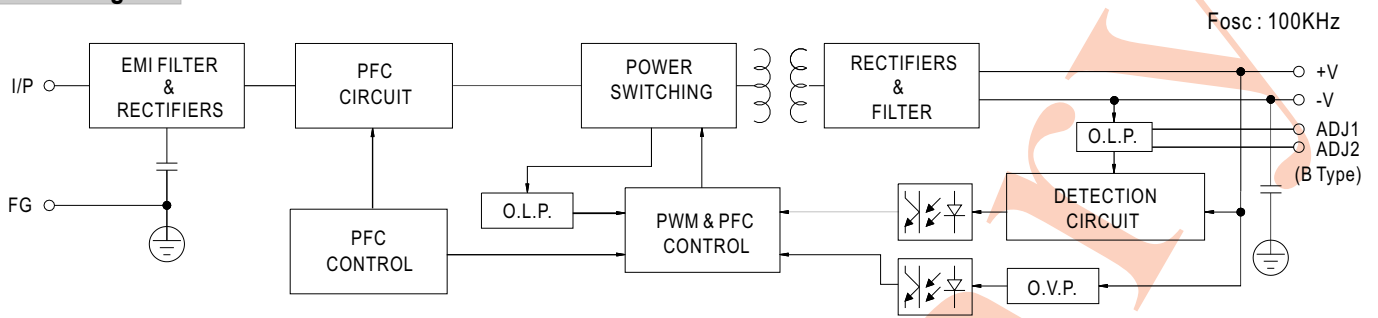 Fosc : 100KHz
I/P
EMI FILTER
&
RECTIFIERS
PFC
CIRCUIT
POWER
SWITCHING
RECTIFIERS
&
FILTER
+V
-V
O.L.P.
ADJ1
ADJ2
(B Type)
FG
PFC
CONTROL
O.L.P.
PWM & PFC
CONTROL
DETECTION
CIRCUIT
O.V.P.